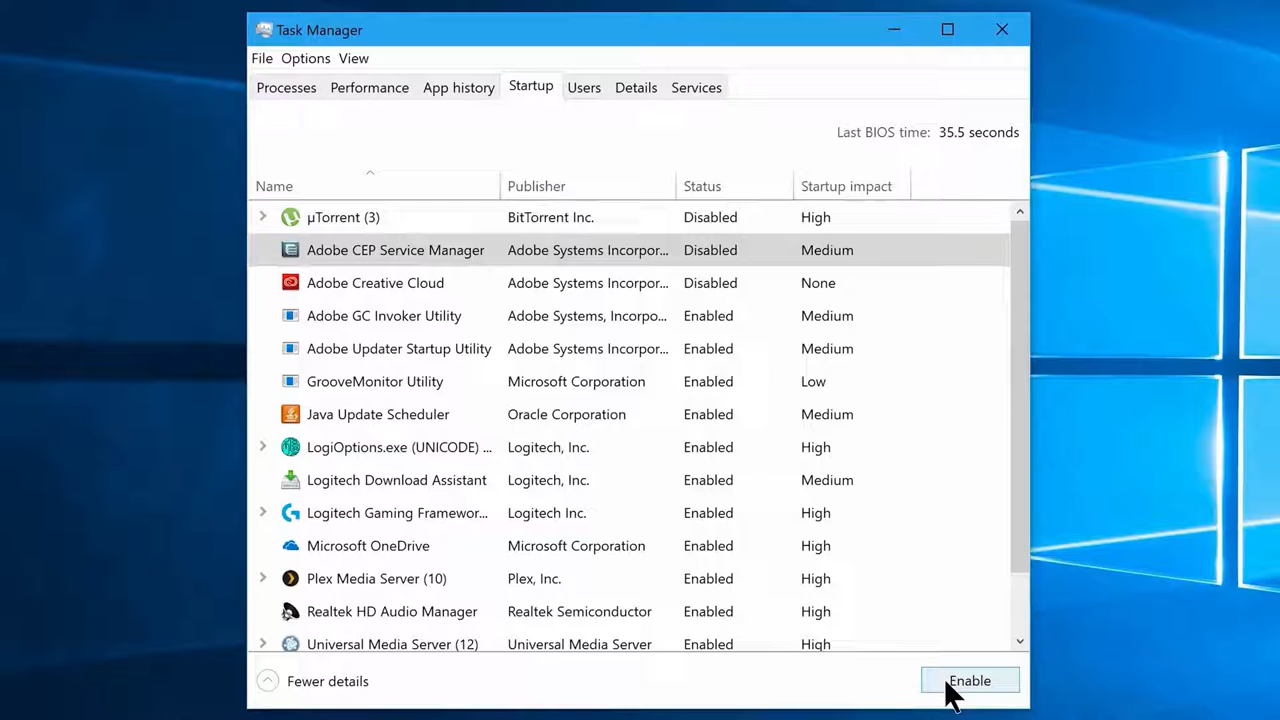 Task Manager
File Options View
Processes Performance App history Startup Users Details Services
Last BIOS time: 35.5 seconds
Name Publisher Status Startup impact
µTorrent (3) BitTorrent Inc. Disabled High
Adobe CEP Service Manager Adobe Systems Incorpor... Disabled Medium
Adobe Creative Cloud Adobe Systems Incorpor... Disabled None
Adobe GC Invoker Utility Adobe Systems, Incorpo... Enabled Medium
Adobe Updater Startup Utility Adobe Systems Incorpor... Enabled Medium
GrooveMonitor Utility Microsoft Corporation Enabled Low
Java Update Scheduler Oracle Corporation Enabled Medium
LogiOptions.exe (UNICODE) ... Logitech, Inc. Enabled High
Logitech Download Assistant Logitech, Inc. Enabled Medium
Logitech Gaming Framewor... Logitech Inc. Enabled High
Microsoft OneDrive Microsoft Corporation Enabled High
Plex Media Server (10) Plex, Inc. Enabled High
Realtek HD Audio Manager Realtek Semiconductor Enabled High
Universal Media Server (12) Universal Media Server Enabled High
Fewer details Enable